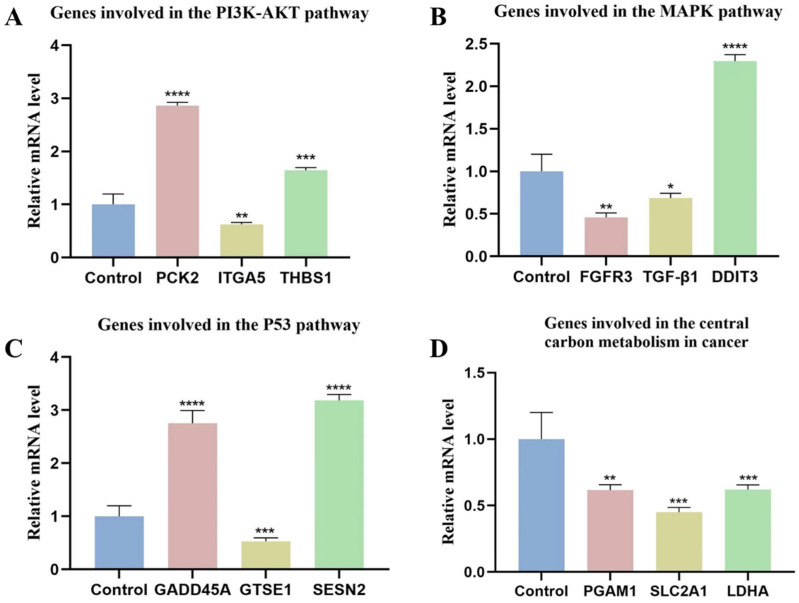 A
Genes involved in the PI3K-AKT pathway
Relative mRNA level
4
3
2
1
0
****
**
***
Control PCK2 ITGA5 THBS1
B
Genes involved in the MAPK pathway
Relative mRNA level
2.5
2.0
1.5
1.0
0.5
0.0
**
*
****
Control FGFR3 TGF-β1 DDIT3
C
Genes involved in the P53 pathway
Relative mRNA level
4
3
2
1
0
****
***
****
Control GADD45A GTSE1 SESN2
D
Genes involved in the central
carbon metabolism in cancer
Relative mRNA level
1.5
1.0
0.5
0.0
**
***
***
Control PGAM1 SLC2A1 LDHA